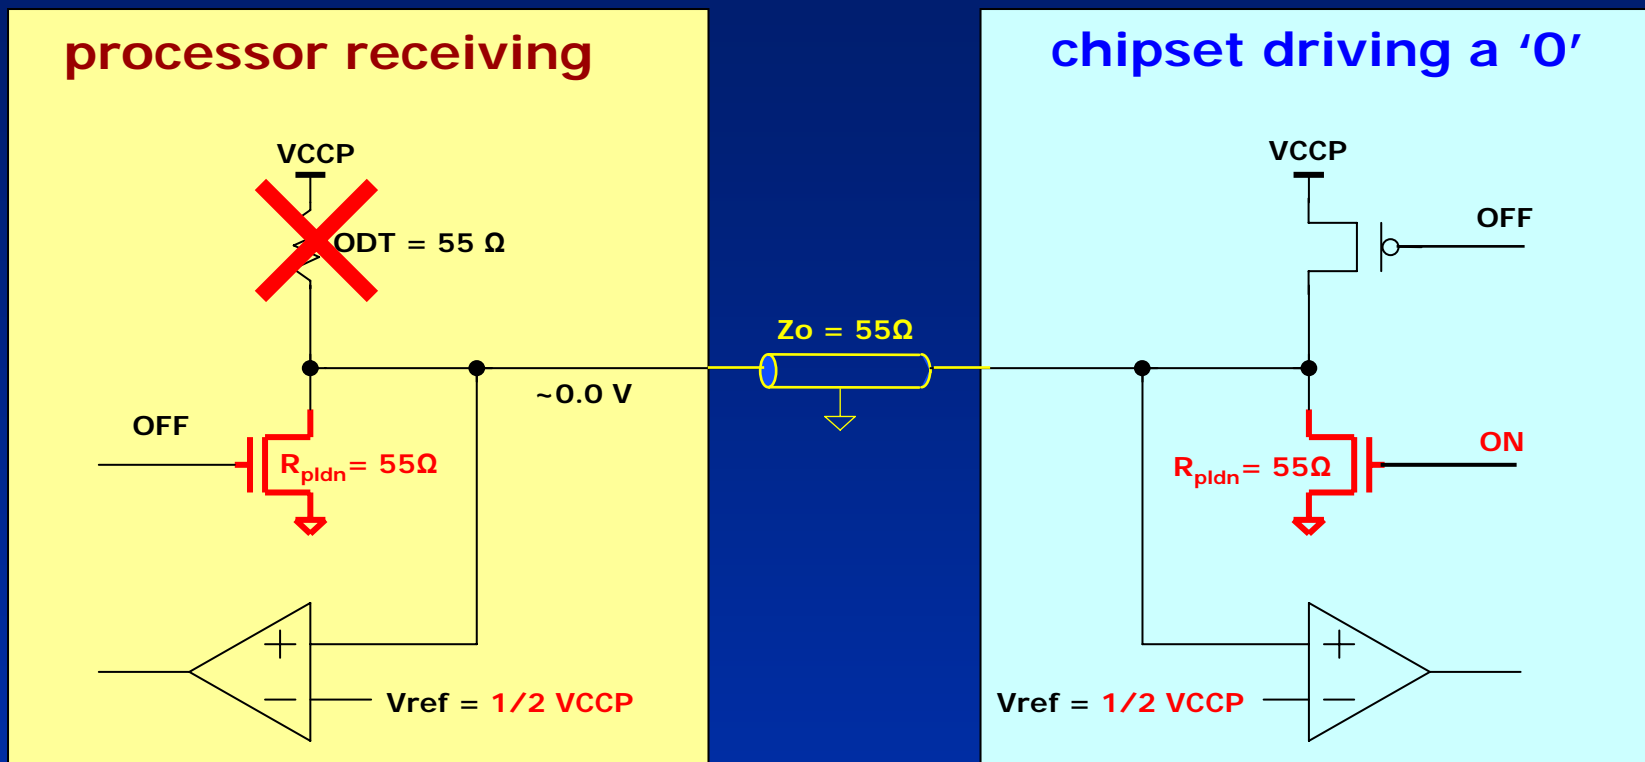 processor receiving
VCCP
ODT = 55 Ω
~0.0 V
OFF
Rpldn= 55Ω
Vref = 1/2 VCCP
Zo = 55Ω
chipset driving a ‘0’
VCCP
OFF
ON
Rpldn= 55Ω
Vref = 1/2 VCCP